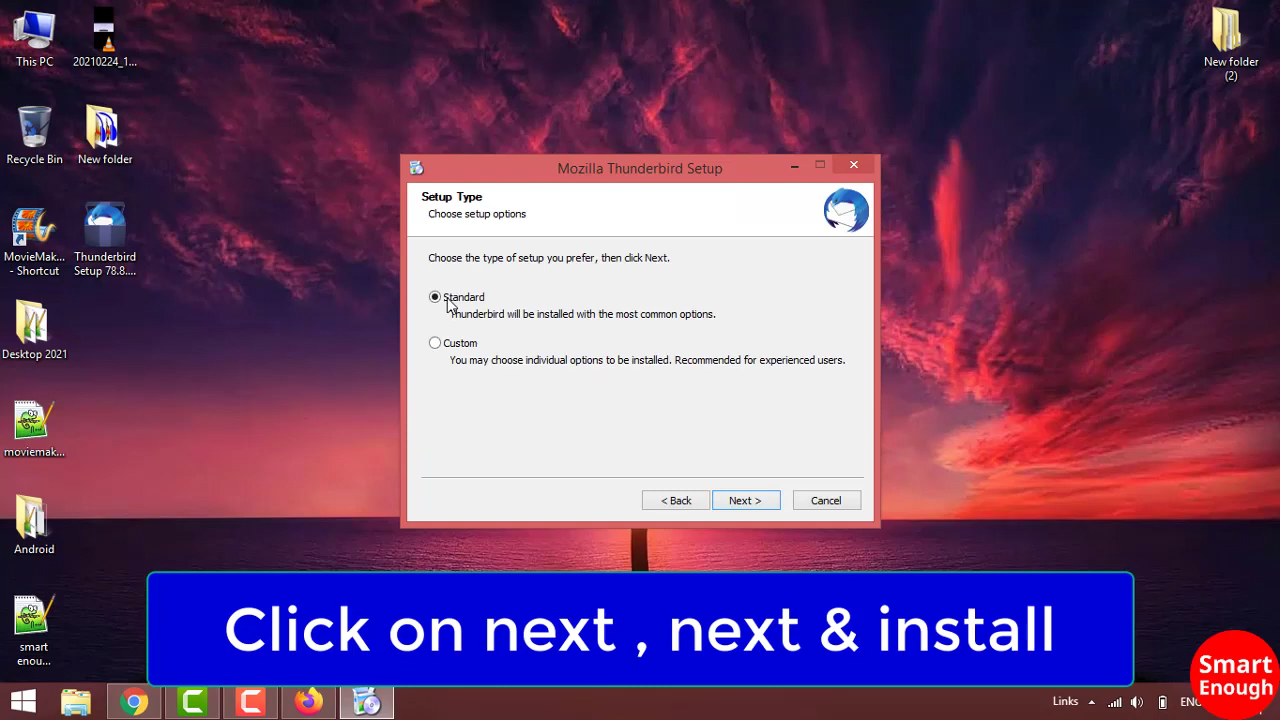 This PC
20210224_1...
New folder
(2)
Recycle Bin
New folder
MovieMak...
- Shortcut
Thunderbird
Setup 78.8....
Desktop 2021
moviemak...
Android
smart
enou...
Mozilla Thunderbird Setup
Setup Type
Choose setup options
Choose the type of setup you prefer, then click Next.
Standard
Thunderbird will be installed with the most common options.
Custom
You may choose individual options to be installed. Recommended for experienced users.
< Back
Next >
Cancel
Click on next , next & install
Smart
Enough
Links